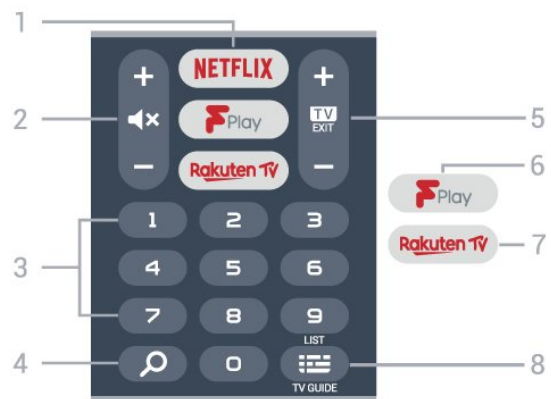 1
+ NETFLIX +
2 TV EXIT 5
Play
6
Play
− Rakuten TV −
Rakuten TV 7
1 2 3
3
4 5 6
7 8 9
LIST
4 0 8
TV GUIDE